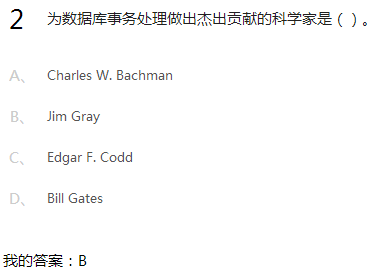 2 为数据库事务处理做出杰出贡献的科学家是 ( ) 。
A、 Charles W. Bachman
B、 Jim Gray
C、 Edgar F. Codd
D、 Bill Gates
我的答案：B